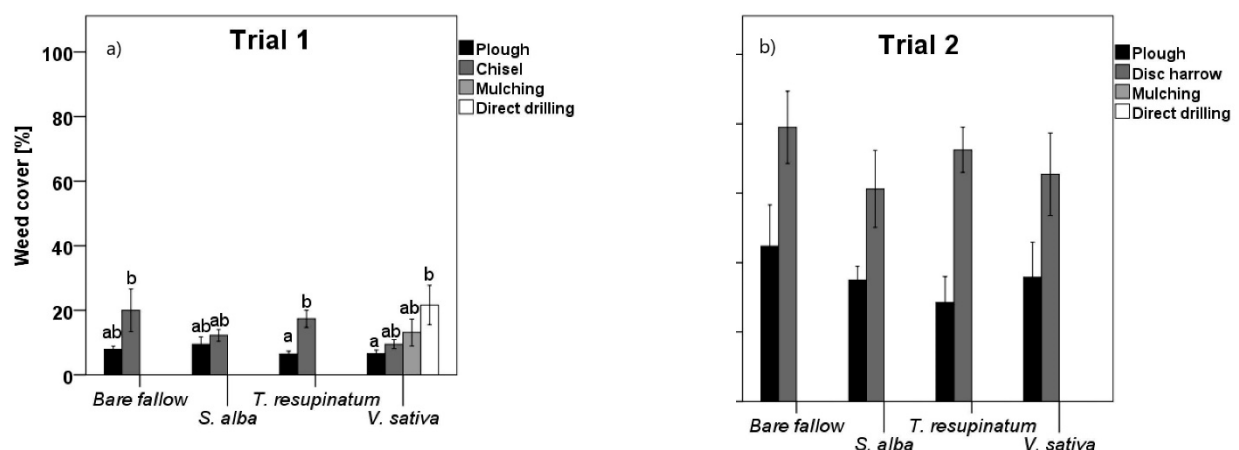 a)
Trial 1
Plough
Chisel
Mulching
Direct drilling
Weed cover [%]
100
80
60
40
20
0
ab
b
ab
ab
a
b
a
ab
ab
b
Bare fallow
S. alba
T. resupinatum
V. sativa
b)
Trial 2
Plough
Disc harrow
Mulching
Direct drilling
Bare fallow
S. alba
T. resupinatum
V. sativa